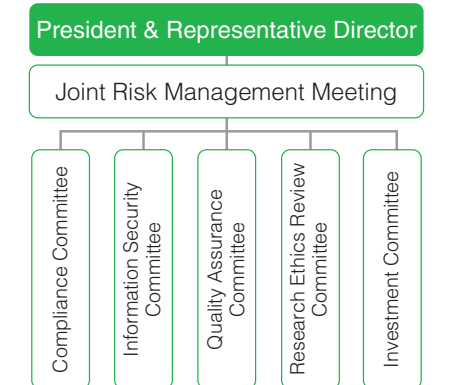 President & Representative Director
Joint Risk Management Meeting
Compliance Committee
Information Security
Committee
Quality Assurance
Committee
Research Ethics Review
Committee
Investment Committee